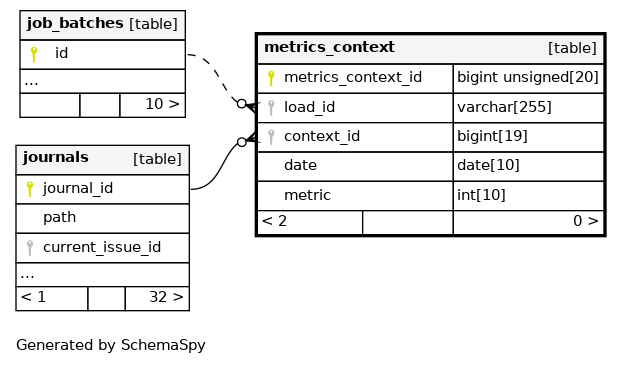 job_batches [table]
id
...
10 >
metrics_context [table]
metrics_context_id bigint unsigned[20]
load_id varchar[255]
context_id bigint[19]
date date[10]
metric int[10]
< 2 0 >
journals [table]
journal_id
path
current_issue_id
...
< 1 32 >
Generated by SchemaSpy